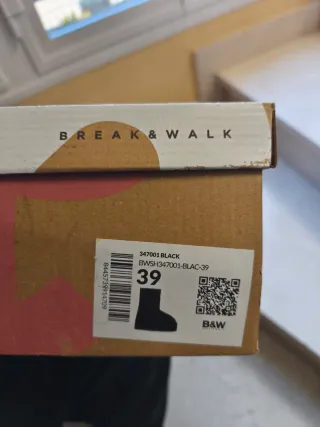 BREAK & WALK
347001 BLACK
BWSH347001-BLAC-39
39
B&W